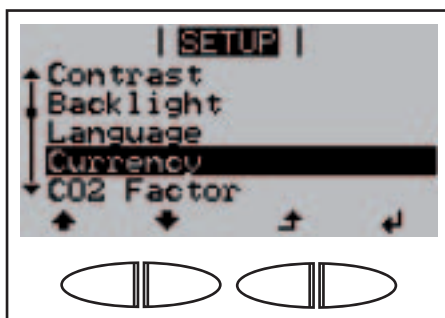 SETUP
Contrast
Backlight
Language
Currency
CO2 Factor